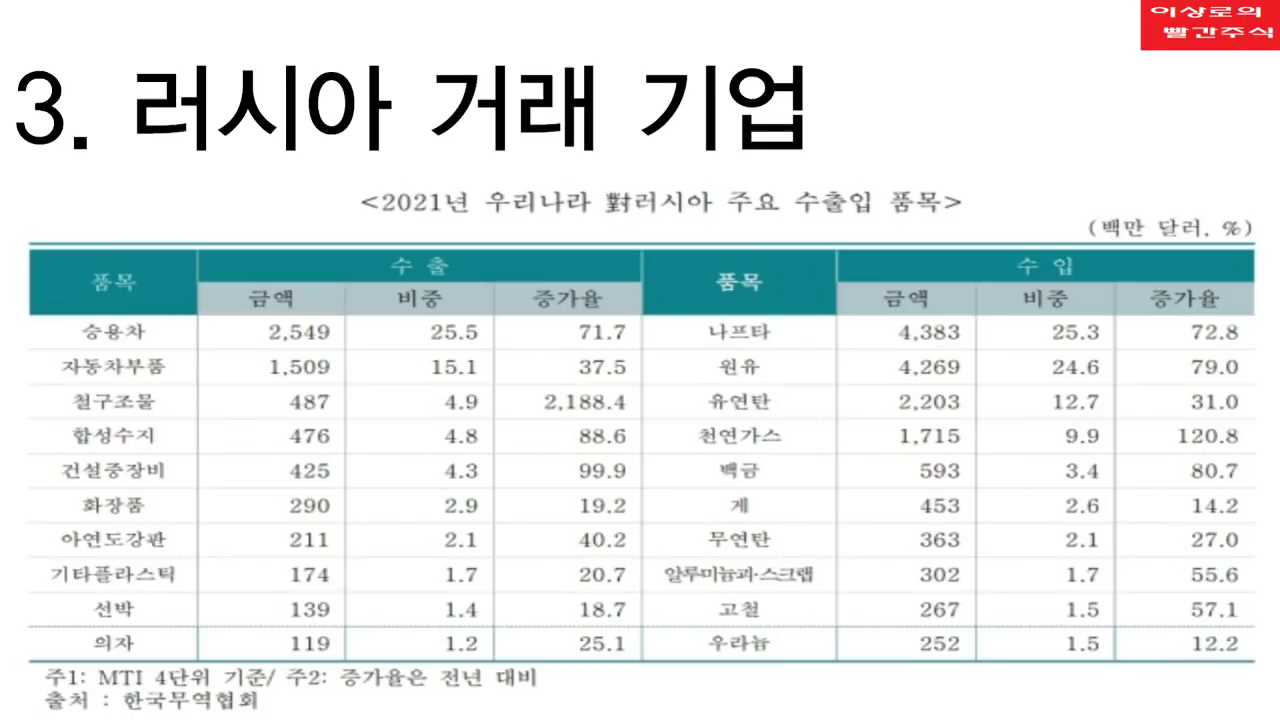 이상로의
빨간주식
3. 러시아 거래 기업
<2021년 우리나라 對러시아 주요 수출입 품목>
(백만 달러, %)
품목 수 출 품목 수 입
금액 비중 증가율 금액 비중 증가율
승용차 2,549 25.5 71.7 나프타 4,383 25.3 72.8
자동차부품 1,509 15.1 37.5 원유 4,269 24.6 79.0
철구조물 487 4.9 2,188.4 유연탄 2,203 12.7 31.0
합성수지 476 4.8 88.6 천연가스 1,715 9.9 120.8
건설중장비 425 4.3 99.9 백금 593 3.4 80.7
화장품 290 2.9 19.2 게 453 2.6 14.2
아연도강판 211 2.1 40.2 무연탄 363 2.1 27.0
기타플라스틱 174 1.7 20.7 알루미늄괴·스크랩 302 1.7 55.6
선박 139 1.4 18.7 고철 267 1.5 57.1
의자 119 1.2 25.1 우라늄 252 1.5 12.2
주1: MTI 4단위 기준/ 주2: 증가율은 전년 대비
출처 : 한국무역협회